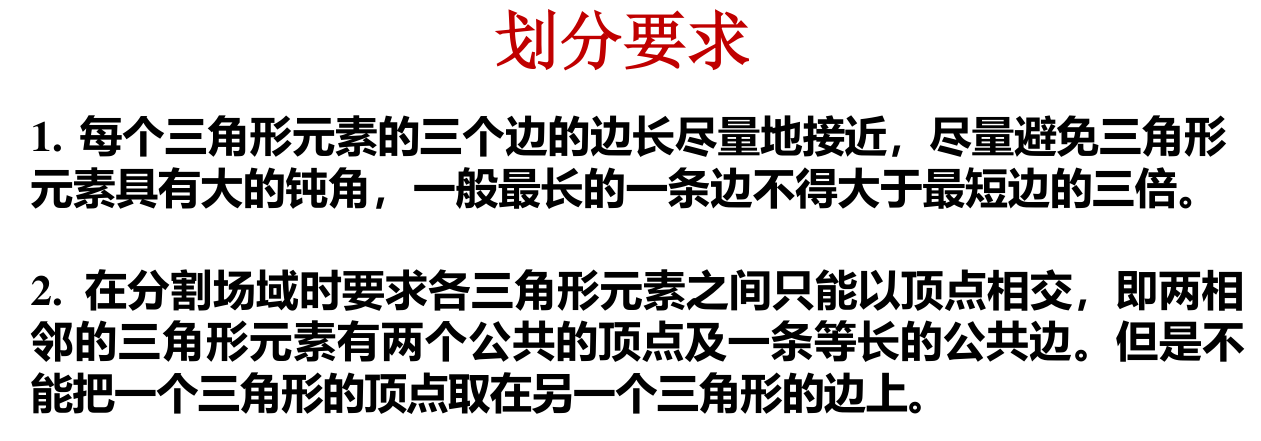 划分要求
1. 每个三角形元素的三个边的边长尽量地接近，尽量避免三角形
元素具有大的钝角，一般最长的一条边不得大于最短边的三倍。
2. 在分割场域时要求各三角形元素之间只能以顶点相交，即两相
邻的三角形元素有两个公共的顶点及一条等长的公共边。但是不
能把一个三角形的顶点取在另一个三角形的边上。